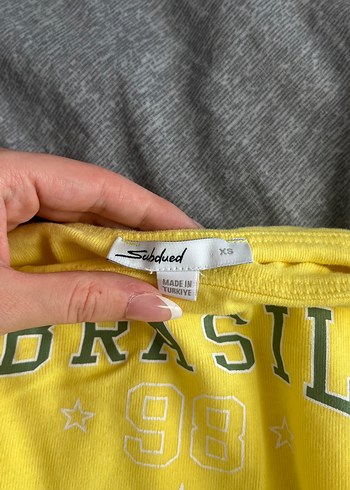 Subdued XS
MADE IN
TURKIYE
BRASIL
98